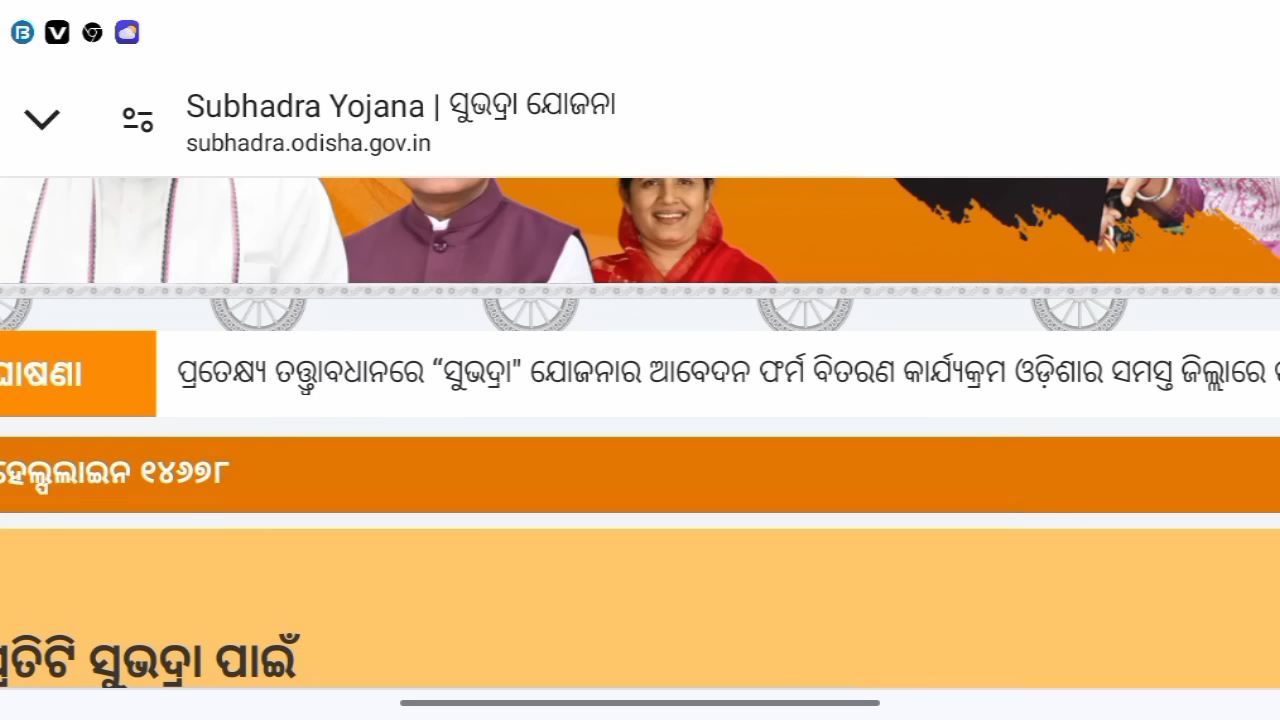 Subhadra Yojana | ସୁଭଦ୍ରା ଯୋଜନା
subhadra.odisha.gov.in
ପ୍ରତେକ୍ଷ୍ୟ ତତ୍ତ୍ୱାବଧାନରେ “ସୁଭଦ୍ରା" ଯୋଜନାର ଆବେଦନ ଫର୍ମ ବିତରଣ କାର୍ଯ୍ୟକ୍ରମ ଓଡ଼ିଶାର ସମସ୍ତ ଜିଲ୍ଲାରେ
ହେଲ୍ପଲାଇନ ୧୪୬୭୮
ସୁଭଦ୍ରା ପାଇଁ